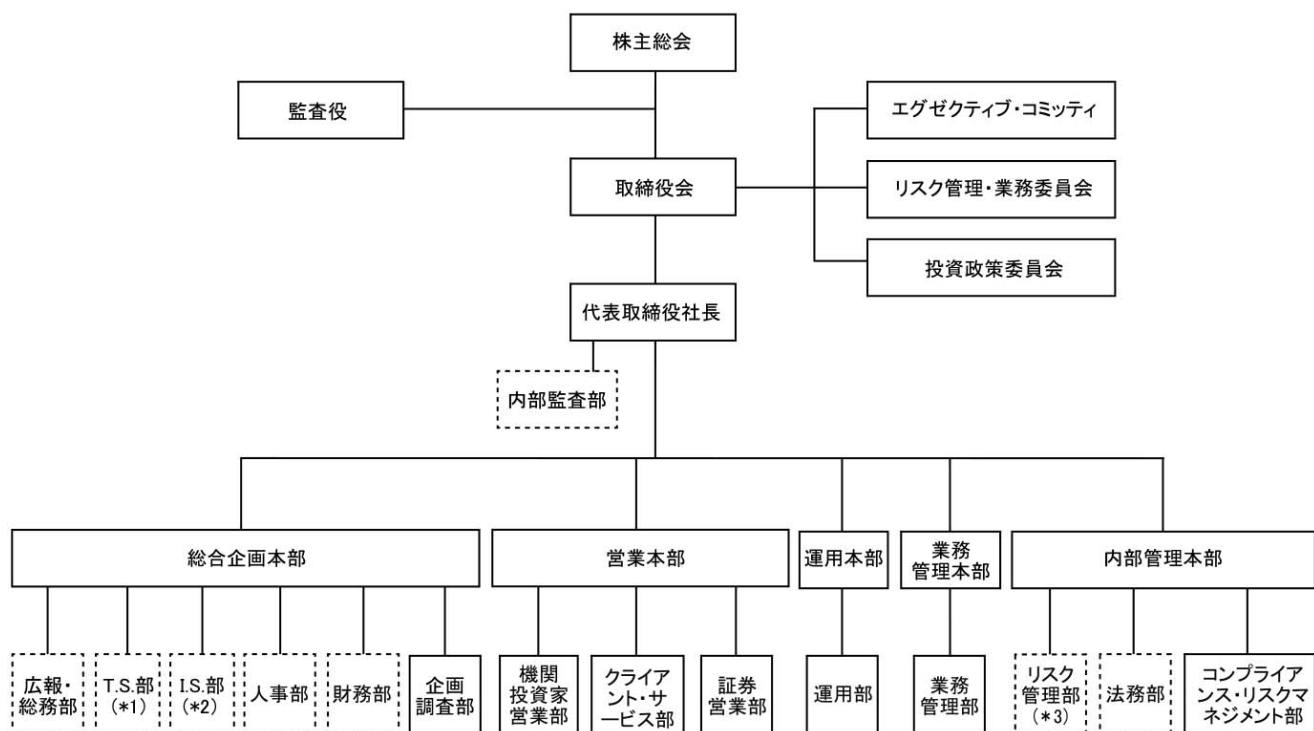 株主総会
監査役
エグゼクティブ・コミッティ
取締役会
リスク管理・業務委員会
投資政策委員会
代表取締役社長
内部監査部
総合企画本部
営業本部
運用本部
業務
管理本部
内部管理本部
広報・
総務部
T.S.部
(*1)
I.S.部
(*2)
人事部
財務部
企画
調査部
機関
投資家
営業部
クライア
ント・サ
ービス部
証券
営業部
運用部
業務
管理部
リスク
管理部
(*3)
法務部
コンプライア
ンス・リスクマ
ネジメント部